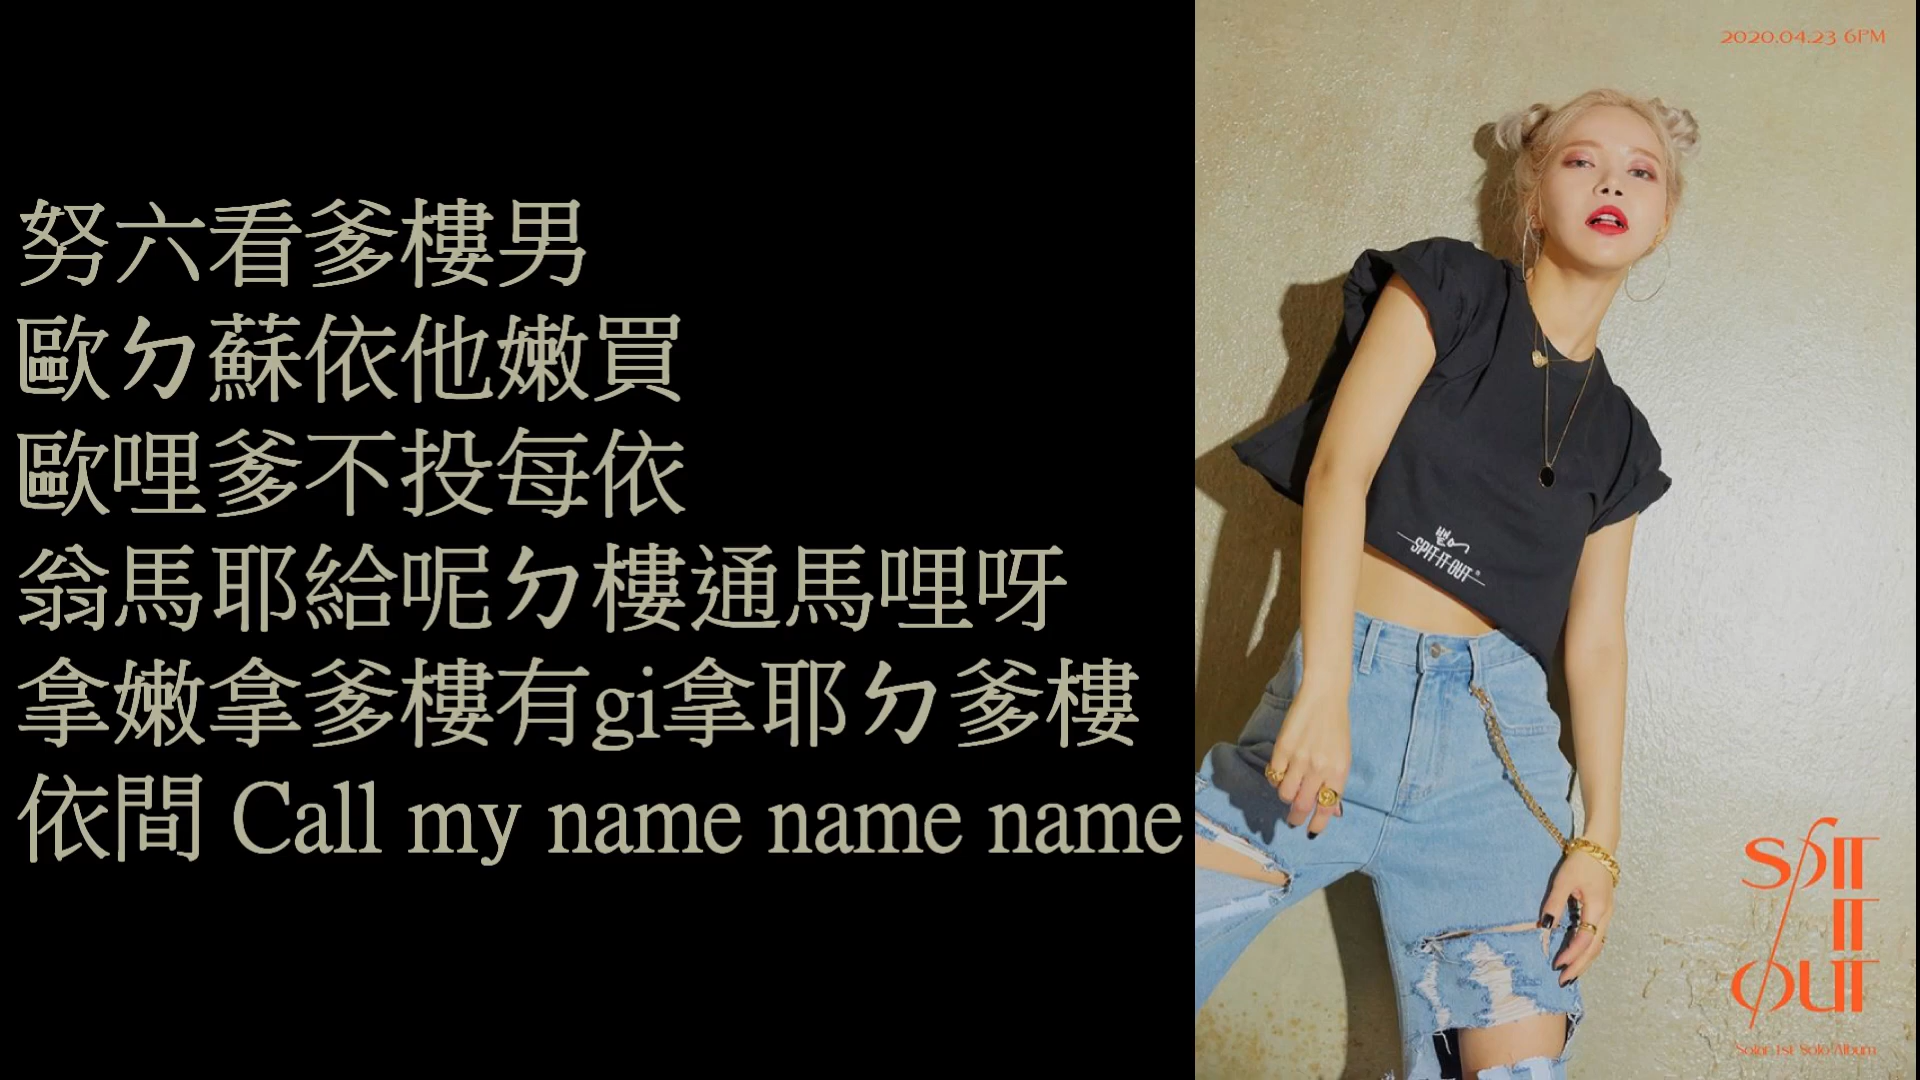 努六看爹樓男
歐ㄉ蘇依他嫩買
歐哩爹不投每依
翁馬耶給呢ㄉ樓通馬哩呀
拿嫩拿爹樓有gi拿耶ㄉ爹樓
依間 Call my name name name
2020.04.23 6PM
SPIT-IT-OUT
SPIT
IT
OUT
Solar 1st Solo Album